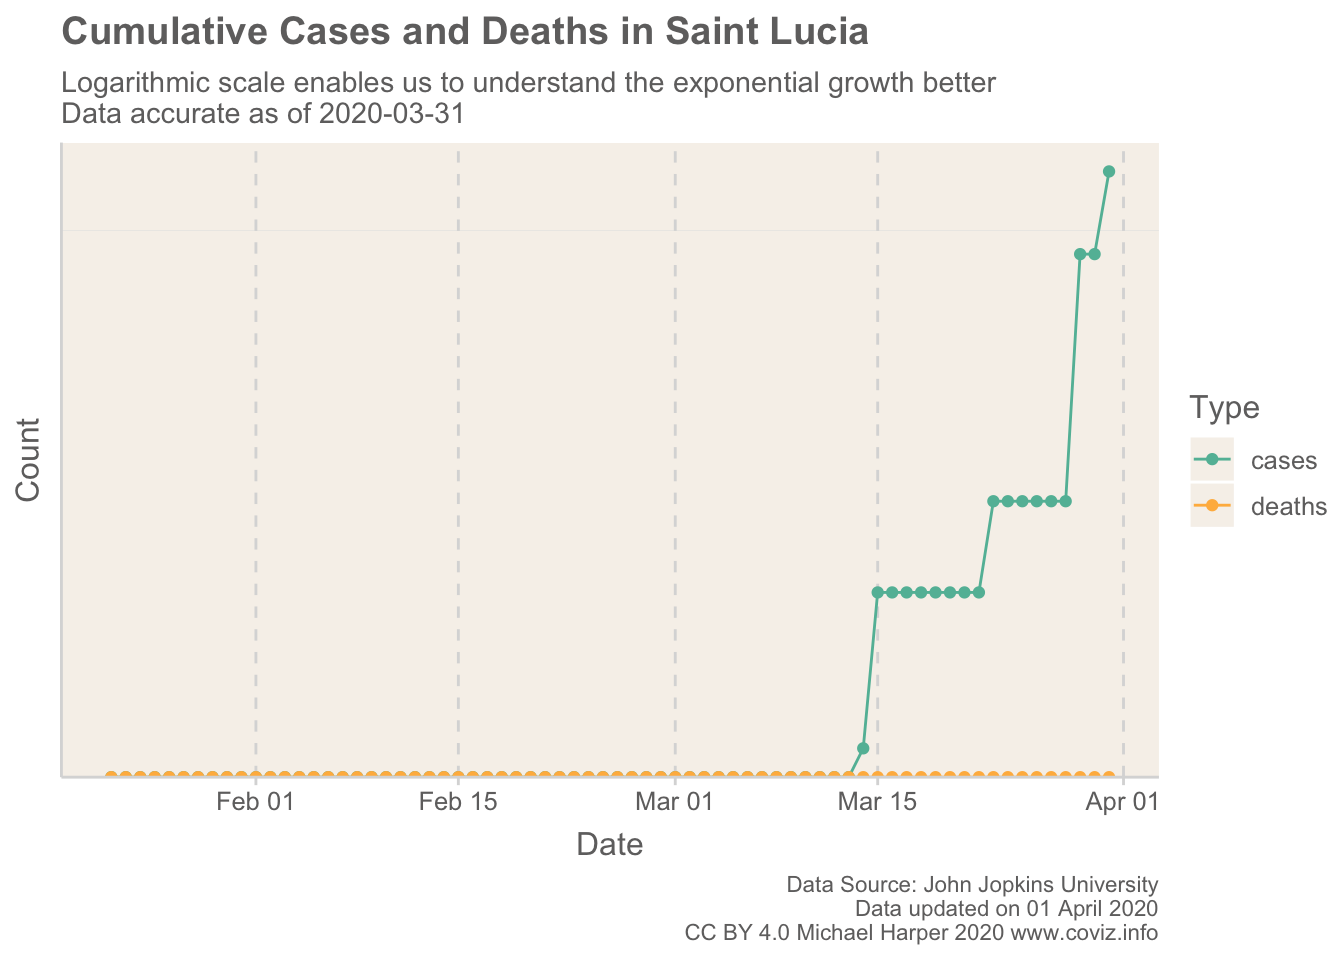 Cumulative Cases and Deaths in Saint Lucia
Logarithmic scale enables us to understand the exponential growth better
Data accurate as of 2020-03-31
Count
Type
cases
deaths
Feb 01
Feb 15
Mar 01
Mar 15
Apr 01
Date
Data Source: John Jopkins University
Data updated on 01 April 2020
CC BY 4.0 Michael Harper 2020 www.coviz.info